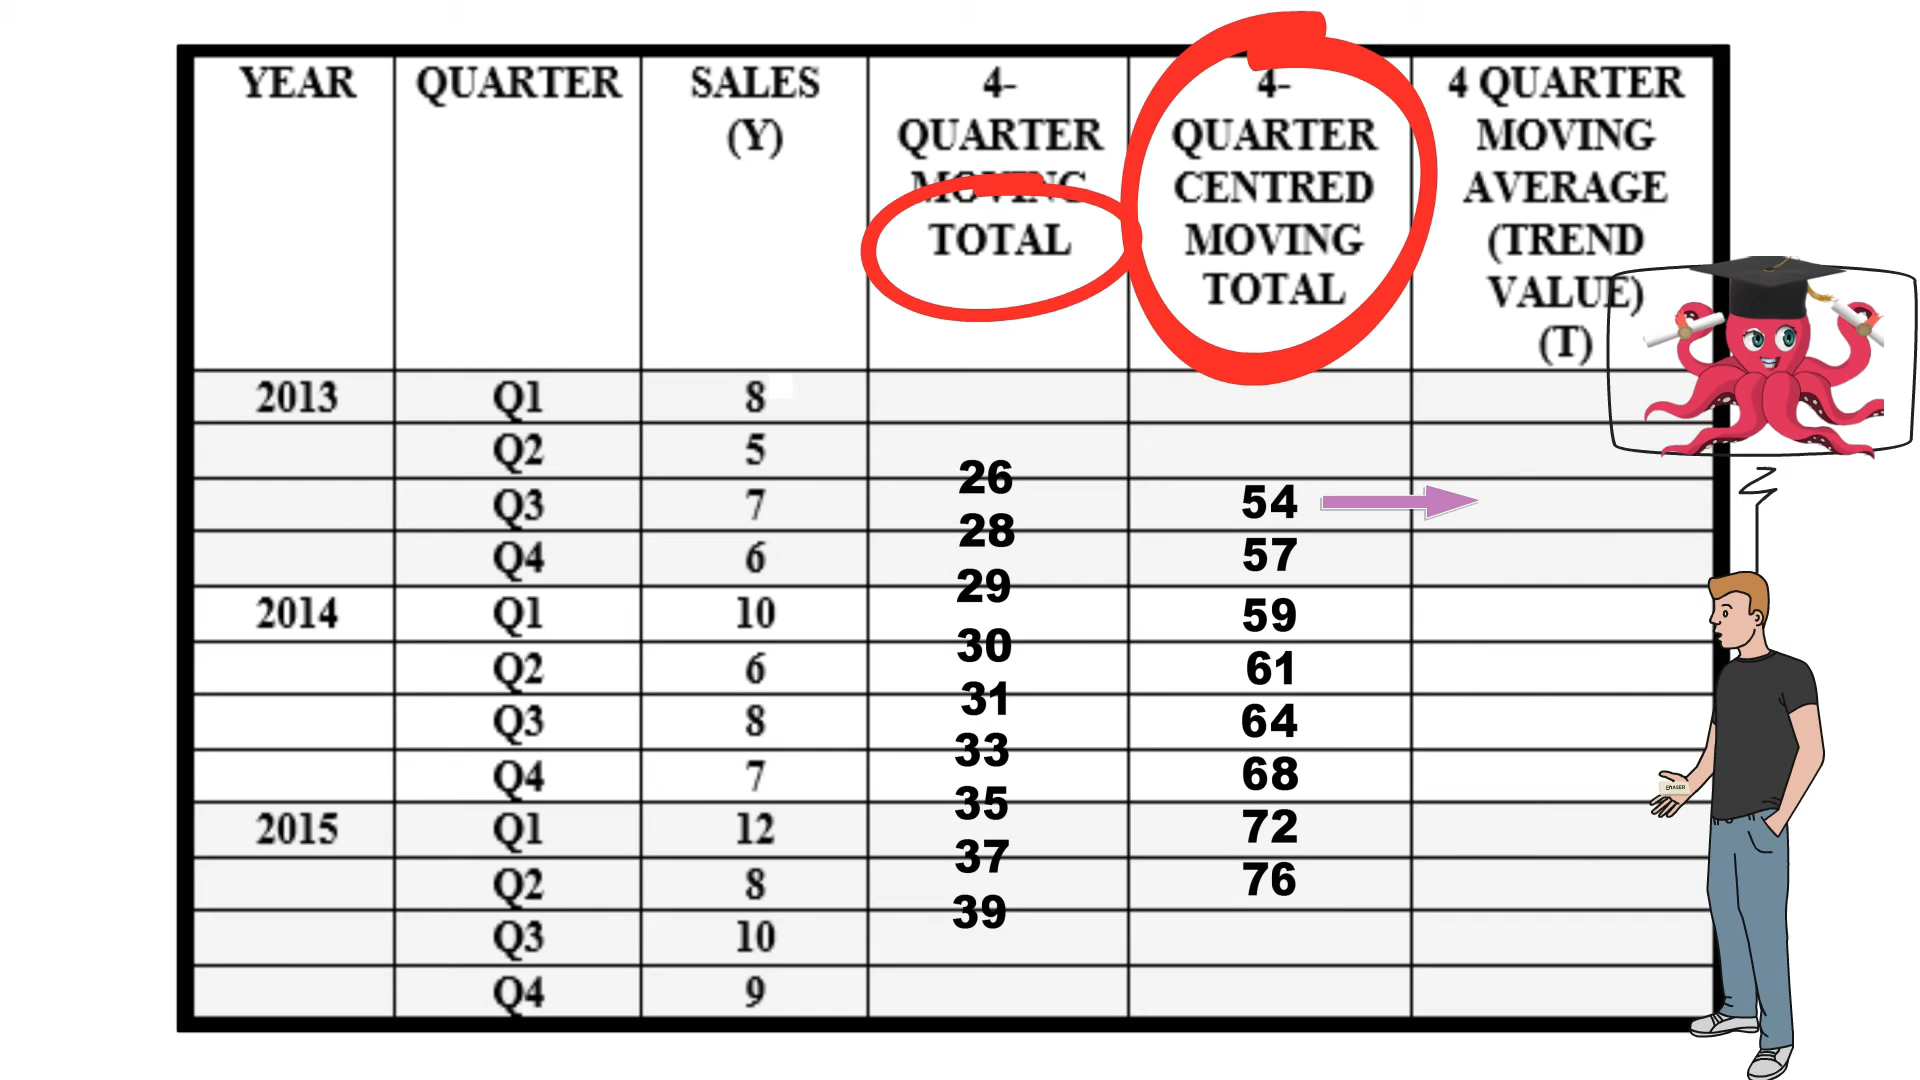 YEAR QUARTER SALES (Y) 4- QUARTER MOVING TOTAL 4- QUARTER CENTRED MOVING TOTAL 4 QUARTER MOVING AVERAGE (TREND VALUE) (T)
2013 Q1 8
Q2 5
26
Q3 7 54
28
Q4 6 57
29
2014 Q1 10 59
30
Q2 6 61
31
Q3 8 64
33
Q4 7 68
35
2015 Q1 12 72
37
Q2 8 76
39
Q3 10
Q4 9
ERASER